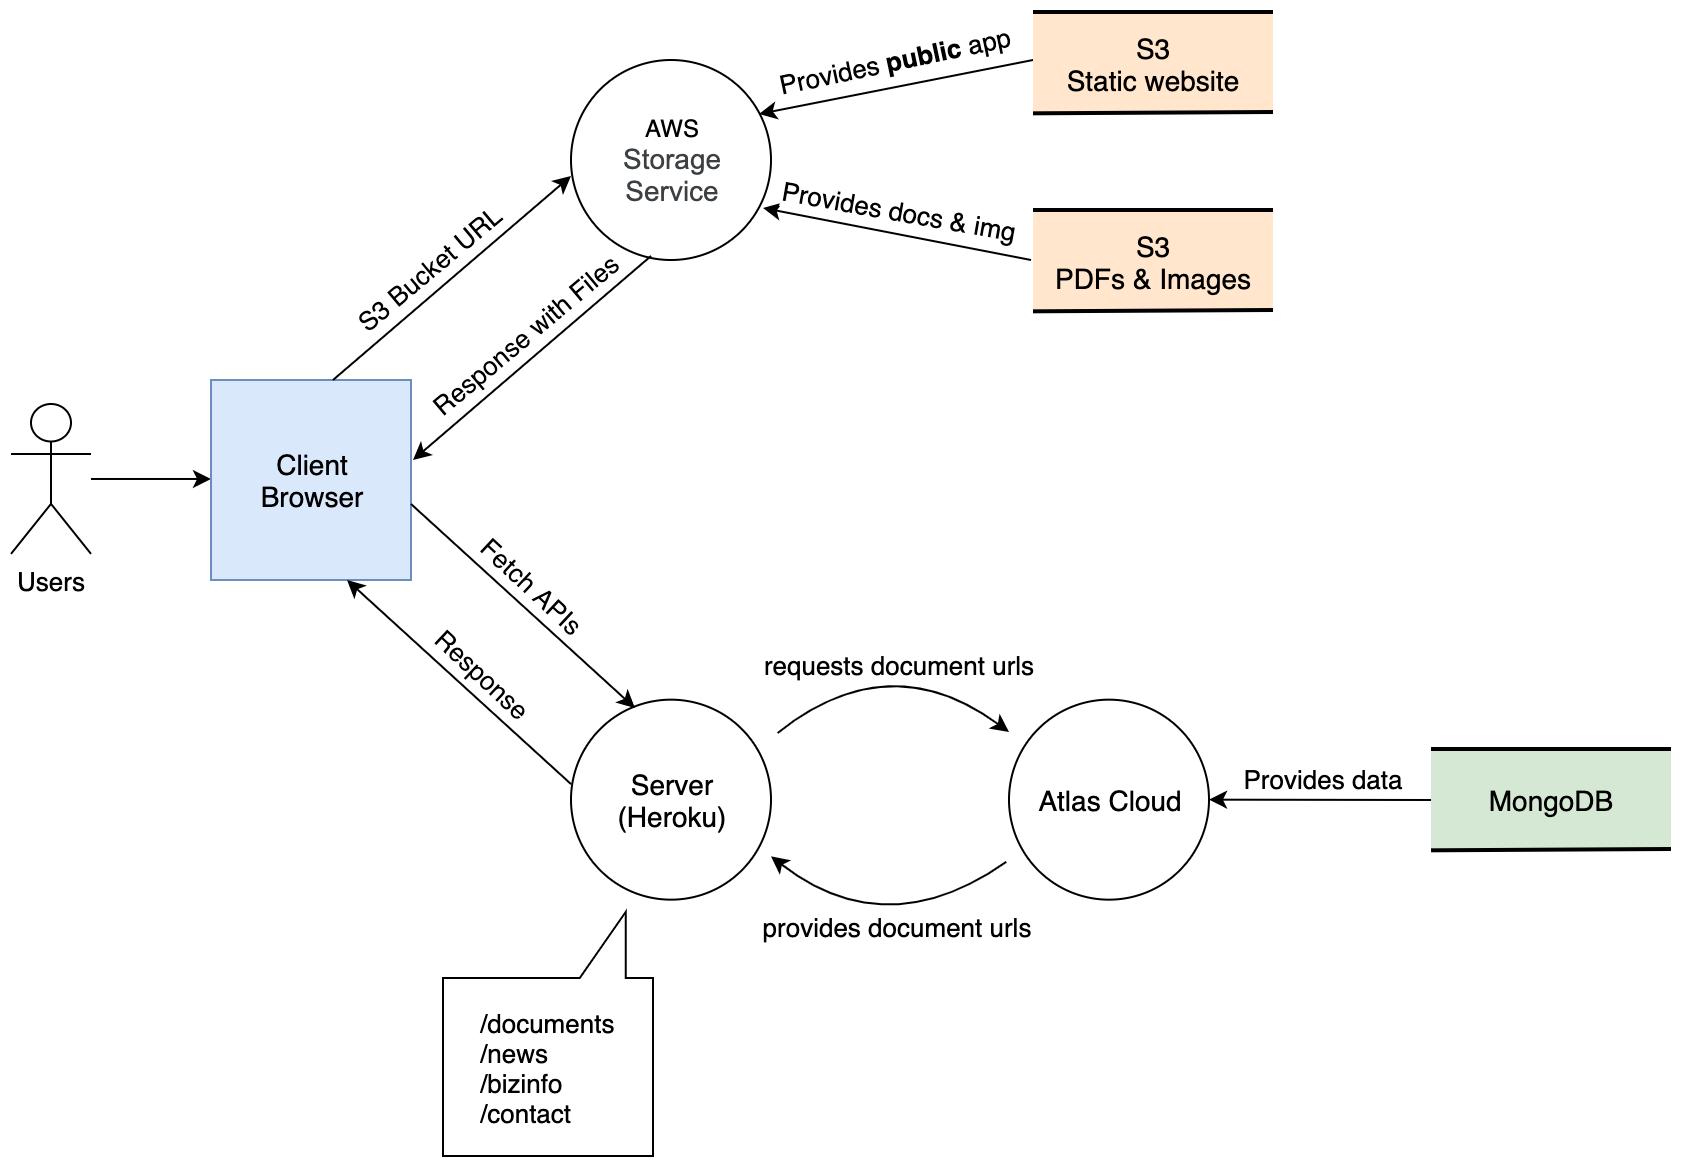 Provides public app
S3
Static website
AWS
Storage
Service
Provides docs & img
S3
PDFs & Images
S3 Bucket URL
Response with Files
Client
Browser
Users
Fetch APIs
Response
requests document urls
Server
(Heroku)
Atlas Cloud
Provides data
MongoDB
provides document urls
/documents
/news
/bizinfo
/contact